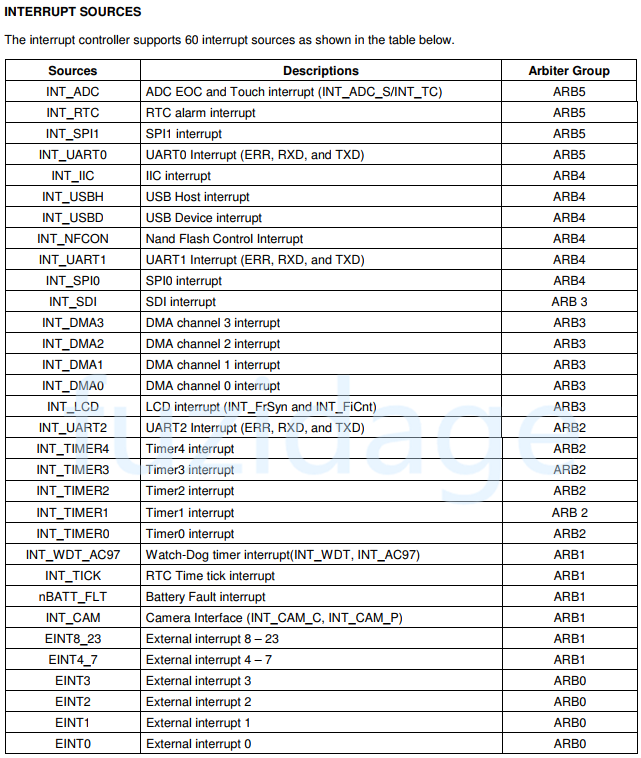 INTERRUPT SOURCES
The interrupt controller supports 60 interrupt sources as shown in the table below.
Sources Descriptions Arbiter Group
INT_ADC ADC EOC and Touch interrupt (INT_ADC_S/INT_TC) ARB5
INT_RTC RTC alarm interrupt ARB5
INT_SPI1 SPI1 interrupt ARB5
INT_UART0 UART0 Interrupt (ERR, RXD, and TXD) ARB5
INT_IIC IIC interrupt ARB4
INT_USBH USB Host interrupt ARB4
INT_USBD USB Device interrupt ARB4
INT_NFCON Nand Flash Control Interrupt ARB4
INT_UART1 UART1 Interrupt (ERR, RXD, and TXD) ARB4
INT_SPI0 SPI0 interrupt ARB4
INT_SDI SDI interrupt ARB 3
INT_DMA3 DMA channel 3 interrupt ARB3
INT_DMA2 DMA channel 2 interrupt ARB3
INT_DMA1 DMA channel 1 interrupt ARB3
INT_DMA0 DMA channel 0 interrupt ARB3
INT_LCD LCD interrupt (INT_FrSyn and INT_FiCnt) ARB3
INT_UART2 UART2 Interrupt (ERR, RXD, and TXD) ARB2
INT_TIMER4 Timer4 interrupt ARB2
INT_TIMER3 Timer3 interrupt ARB2
INT_TIMER2 Timer2 interrupt ARB2
INT_TIMER1 Timer1 interrupt ARB 2
INT_TIMER0 Timer0 interrupt ARB2
INT_WDT_AC97 Watch-Dog timer interrupt(INT_WDT, INT_AC97) ARB1
INT_TICK RTC Time tick interrupt ARB1
nBATT_FLT Battery Fault interrupt ARB1
INT_CAM Camera Interface (INT_CAM_C, INT_CAM_P) ARB1
EINT8_23 External interrupt 8 – 23 ARB1
EINT4_7 External interrupt 4 – 7 ARB1
EINT3 External interrupt 3 ARB0
EINT2 External interrupt 2 ARB0
EINT1 External interrupt 1 ARB0
EINT0 External interrupt 0 ARB0
fuzidage